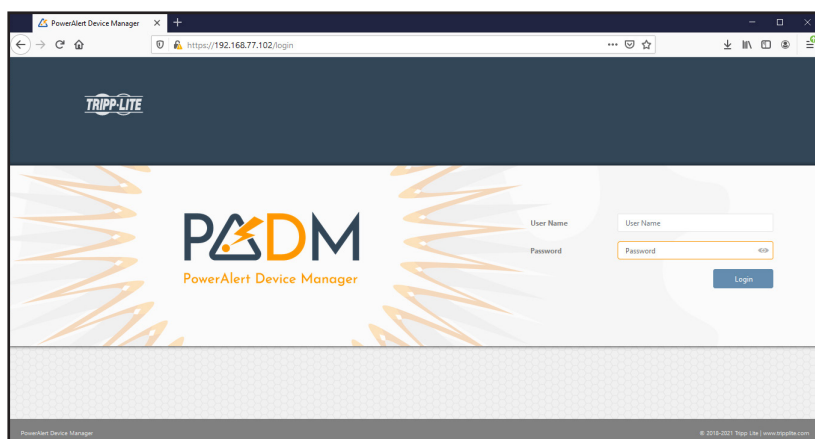 PowerAlert Device Manager
https://192.168.77.102/login
TRIPP·LITE
PADM
PowerAlert Device Manager
User Name User Name
Password Password
Login
PowerAlert Device Manager © 2018-2021 Tripp Lite | www.tripplite.com